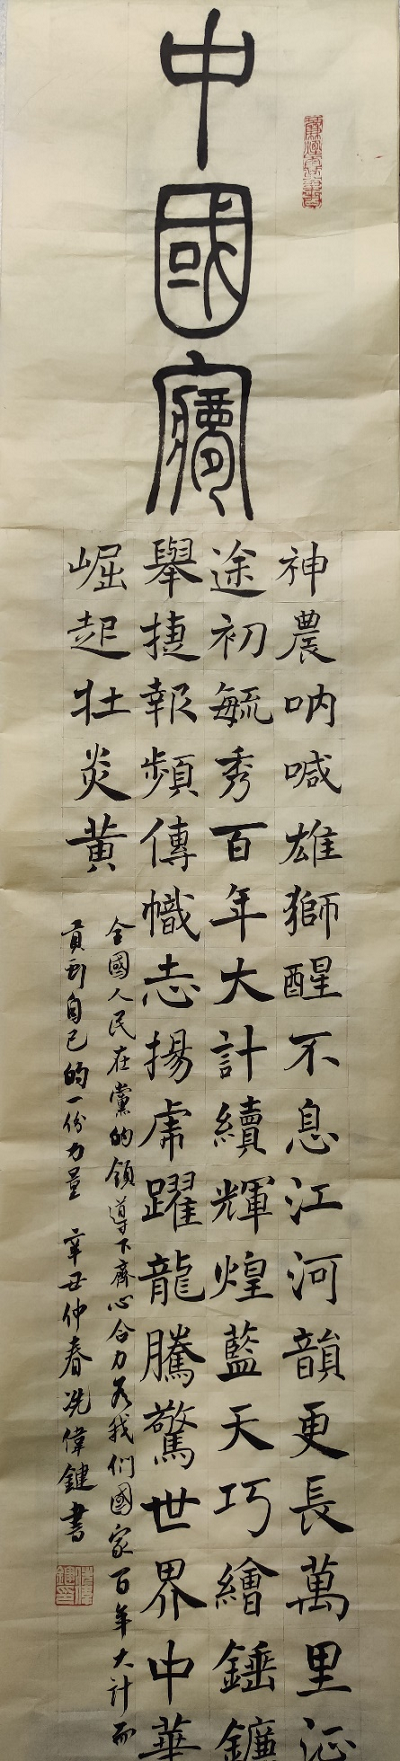 中國夢
神農吶喊雄獅醒不息江河韻更長萬里征
途初毓秀百年大計續輝煌藍天巧繪錘鐮
舉捷報頻傳幟志揚虎躍龍騰驚世界中華
崛起壯炎黃
全國人民在黨的領導下齊心合力為我们國家百年大计而
貢献自己的一份力量 辛丑仲春冼偉鍵書